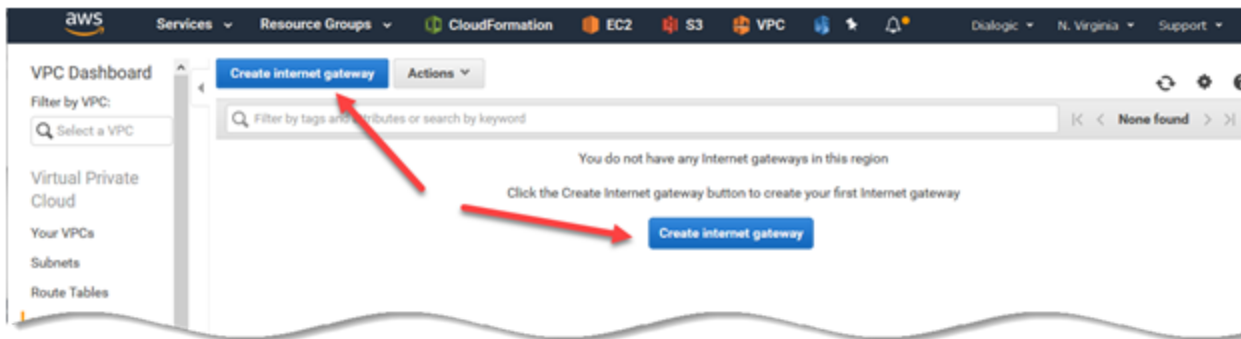 aws Services Resource Groups CloudFormation EC2 S3 VPC Dialogic N. Virginia Support
VPC Dashboard
Filter by VPC:
Select a VPC
Virtual Private
Cloud
Your VPCs
Subnets
Route Tables
Create internet gateway Actions
Filter by tags and attributes or search by keyword
None found
You do not have any Internet gateways in this region
Click the Create Internet gateway button to create your first Internet gateway
Create internet gateway